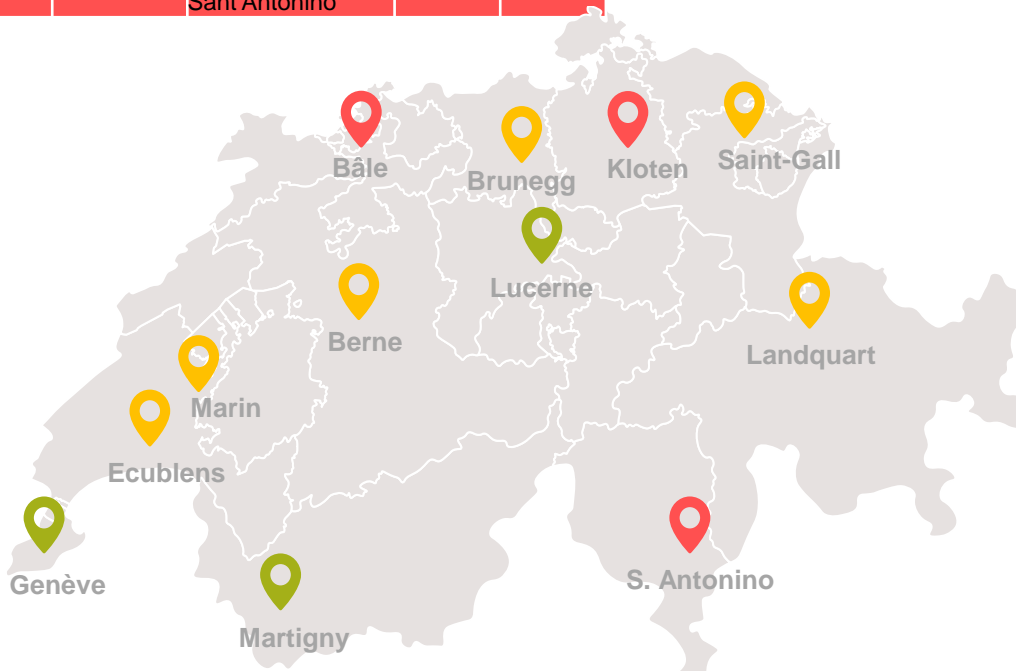 Sant'Antonino
Bâle
Brunegg
Kloten
Saint-Gall
Lucerne
Berne
Landquart
Marin
Ecublens
Genève
S. Antonino
Martigny